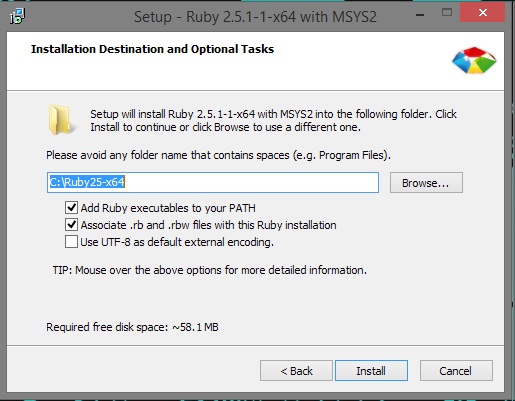 Setup - Ruby 2.5.1-1-x64 with MSYS2
Installation Destination and Optional Tasks
Setup will install Ruby 2.5.1-1-x64 with MSYS2 into the following folder. Click
Install to continue or click Browse to use a different one.
Please avoid any folder name that contains spaces (e.g. Program Files).
C:\Ruby25-x64
Browse...
Add Ruby executables to your PATH
Associate .rb and .rbw files with this Ruby installation
Use UTF-8 as default external encoding.
TIP: Mouse over the above options for more detailed information.
Required free disk space: ~58.1 MB
< Back
Install
Cancel